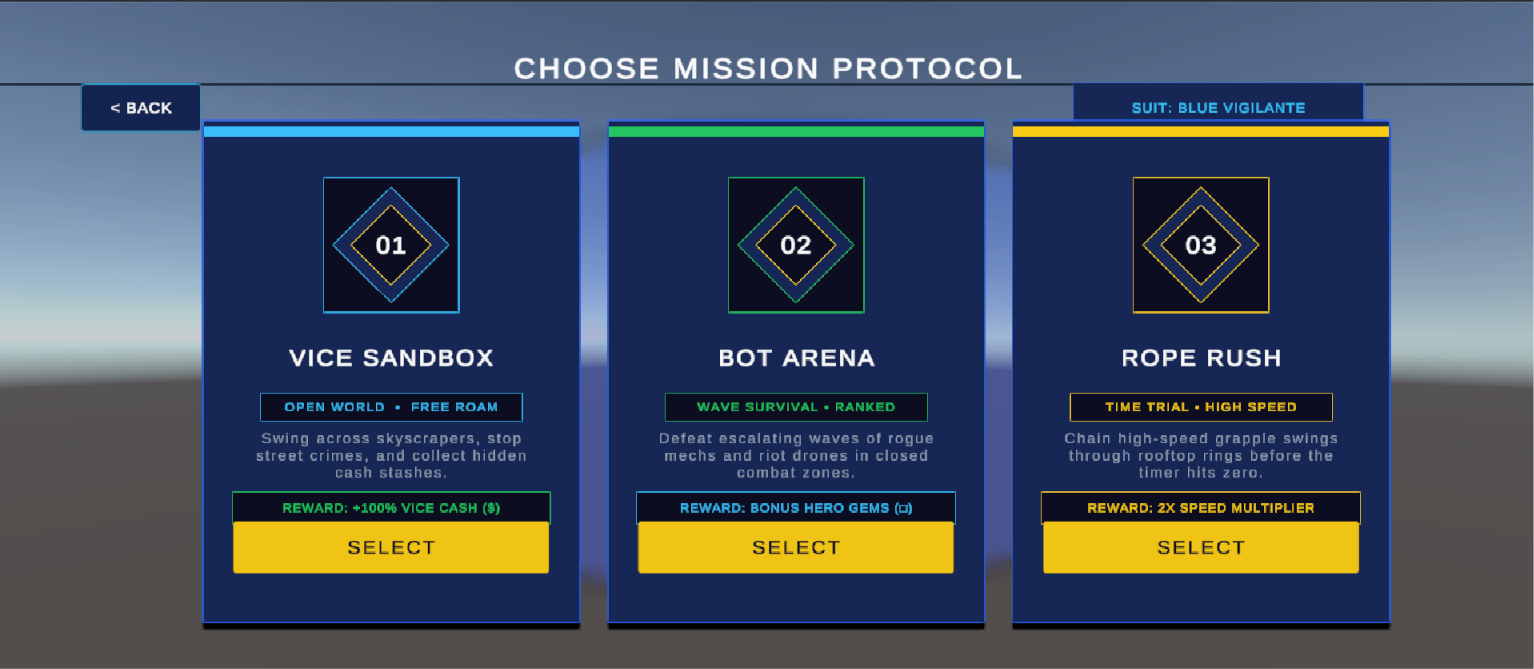 CHOOSE MISSION PROTOCOL
< BACK
SUIT: BLUE VIGILANTE
01
VICE SANDBOX
OPEN WORLD • FREE ROAM
Swing across skyscrapers, stop
street crimes, and collect hidden
cash stashes.
REWARD: +100% VICE CASH ($)
SELECT
02
BOT ARENA
WAVE SURVIVAL • RANKED
Defeat escalating waves of rogue
mechs and riot drones in closed
combat zones.
REWARD: BONUS HERO GEMS (□)
SELECT
03
ROPE RUSH
TIME TRIAL • HIGH SPEED
Chain high-speed grapple swings
through rooftop rings before the
timer hits zero.
REWARD: 2X SPEED MULTIPLIER
SELECT